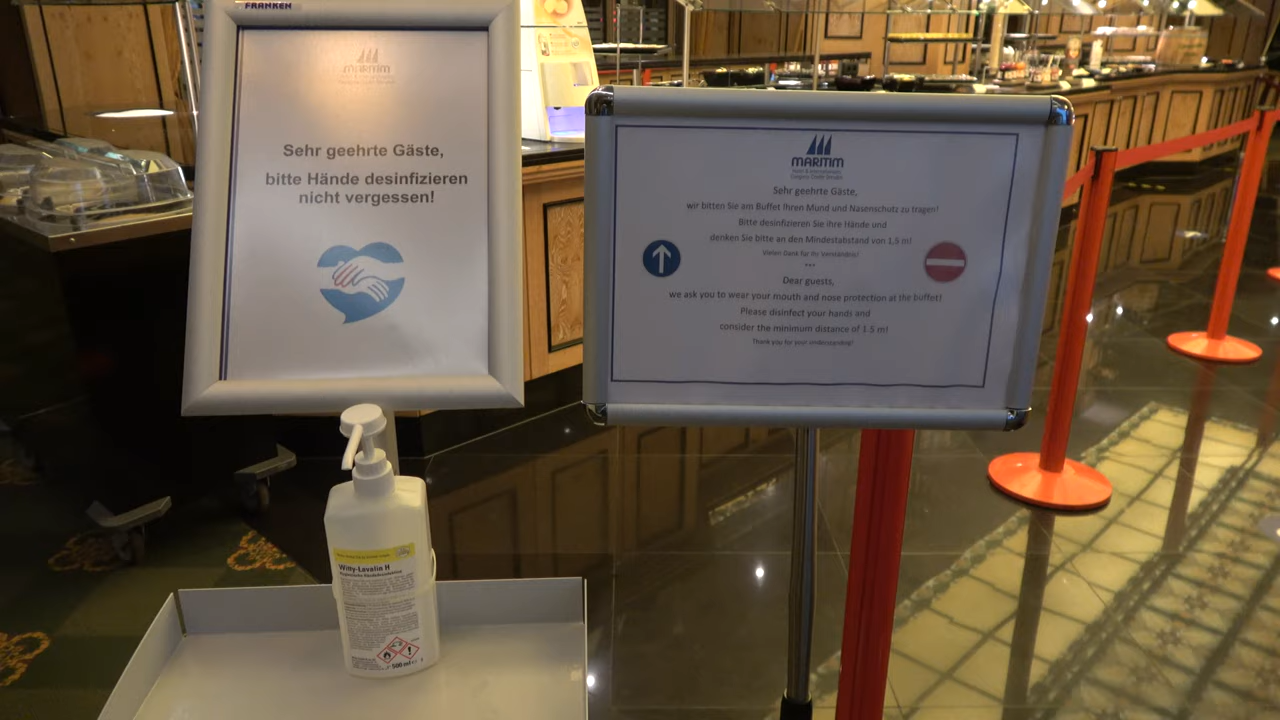 FRANKEN
MARITIM
Sehr geehrte Gäste,
bitte Hände desinfizieren
nicht vergessen!
MARITIM
Sehr geehrte Gäste,
wir bitten Sie am Buffet Ihren Mund und Nasenschutz zu tragen!
Bitte desinfizieren Sie ihre Hände und
denken Sie bitte an den Mindestabstand von 1,5 m!
Vielen Dank für Ihr Verständnis!
***
Dear guests,
we ask you to wear your mouth and nose protection at the buffet!
Please disinfect your hands and
consider the minimum distance of 1.5 m!
Thank you for your understanding!
Willy-Lavalin H
500 ml